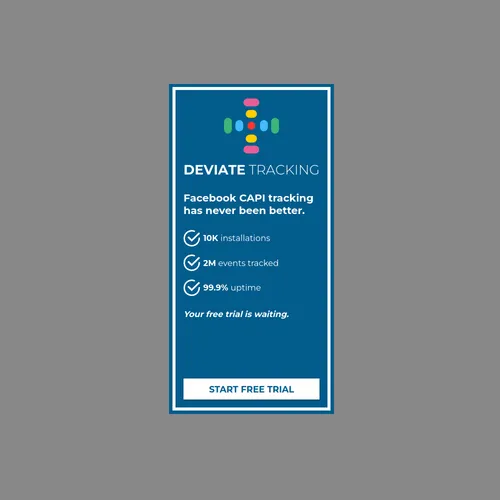 DEVIATE TRACKING
Facebook CAPI tracking
has never been better.
10K installations
2M events tracked
99.9% uptime
Your free trial is waiting.
START FREE TRIAL